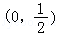 (0, 1/2)